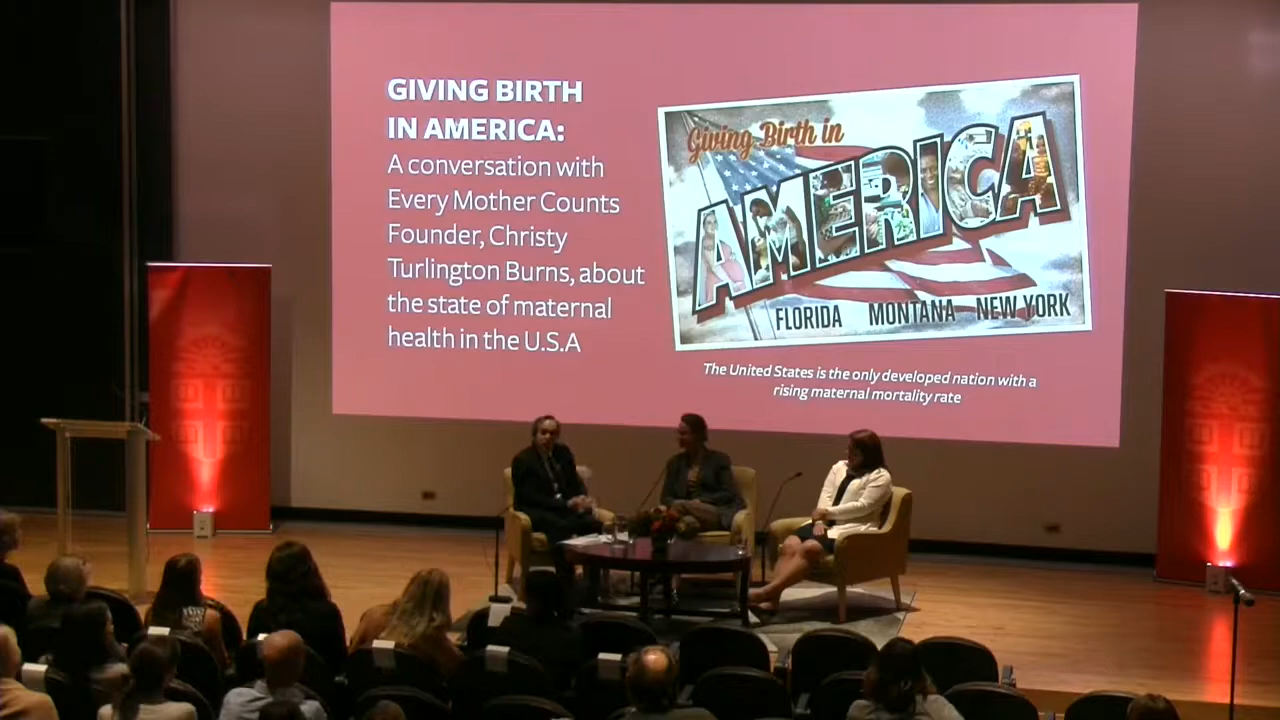 GIVING BIRTH
IN AMERICA:
A conversation with
Every Mother Counts
Founder, Christy
Turlington Burns, about
the state of maternal
health in the U.S.A
Giving Birth in
AMERICA
FLORIDA MONTANA NEW YORK
The United States is the only developed nation with a
rising maternal mortality rate